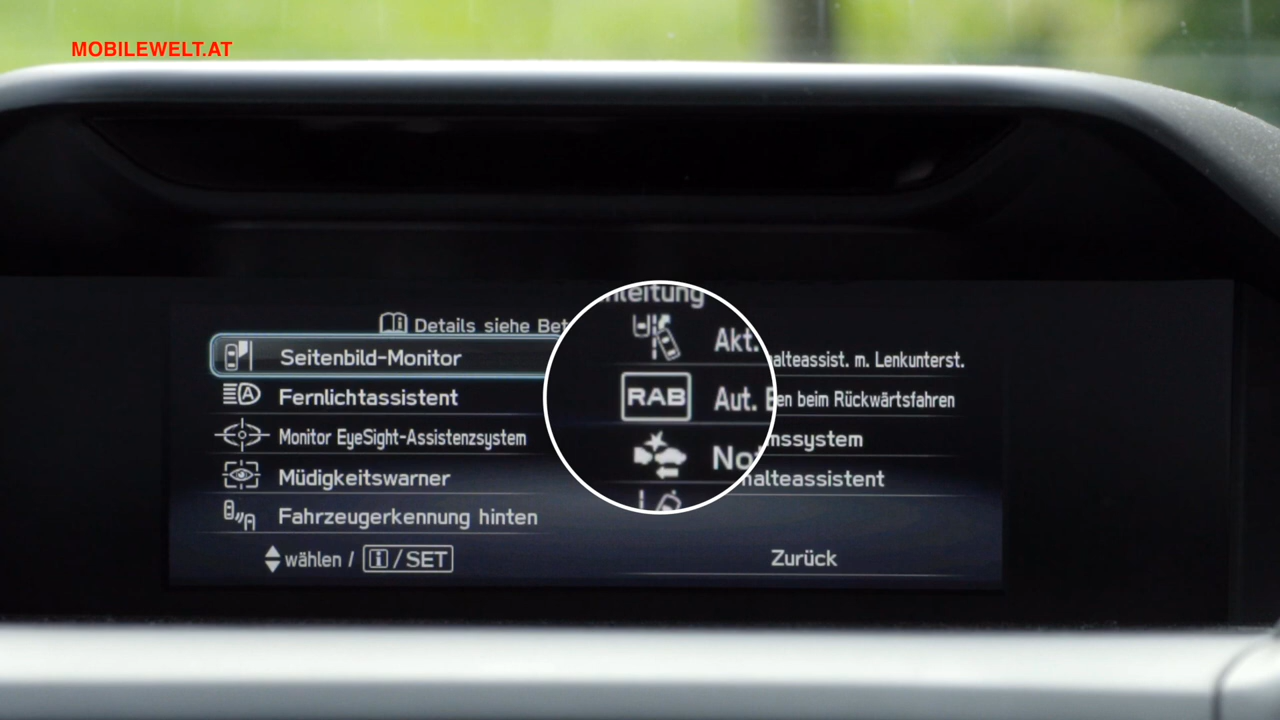 MOBILEWELT.AT
Details siehe Bet
nleitung
Seitenbild-Monitor
Akt.
alteassist. m. Lenkunterst.
Fernlichtassistent
RAB
Aut.
en beim Rückwärtsfahren
Monitor EyeSight-Assistenzsystem
No
mssystem
Müdigkeitswarner
halteassistent
Fahrzeugerkennung hinten
wählen / i/SET
Zurück